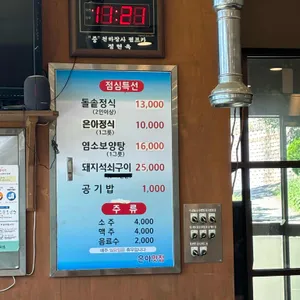 11:21
점심특선
돌솥정식 13,000
(2인이상)
은아정식 10,000
(1그릇)
염소보양탕 16,000
(1그릇)
돼지석쇠구이 25,000
공기밥 1,000
주류
소주 4,000
맥주 4,000
음료수 2,000